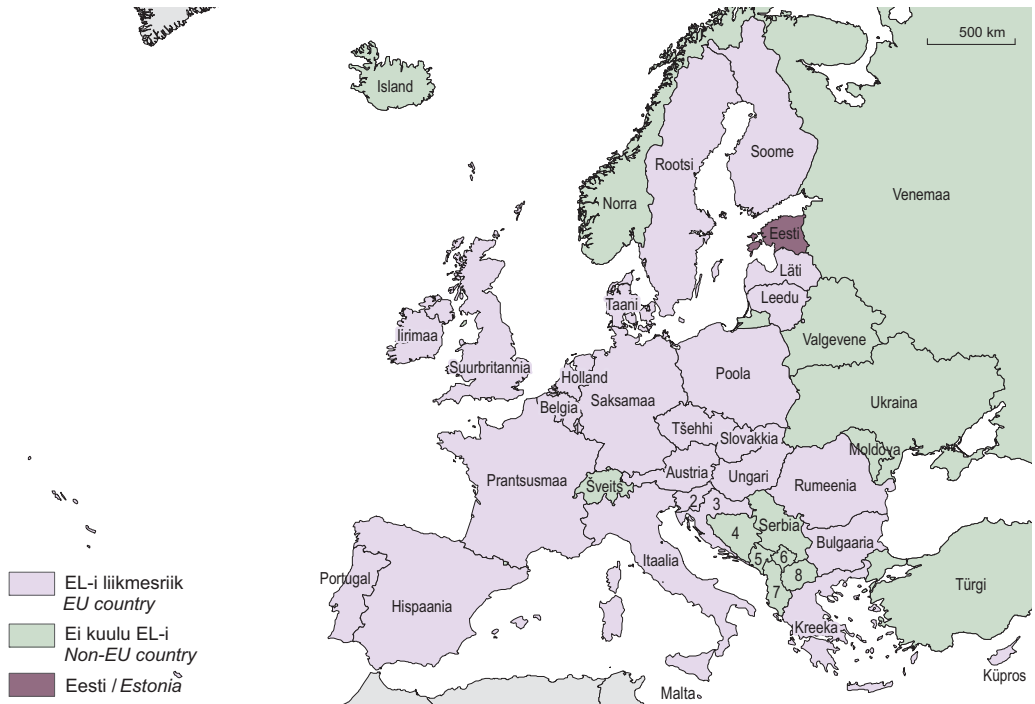 500 km
Island
Soome
Rootsi
Venemaa
Norra
Eesti
Läti
Leedu
Taani
Iirimaa
Valgevene
Suurbritannia
Holland
Poola
Saksamaa
Belgia
Ukraina
Tšehhi
Slovakkia
Moldova
Austria
Ungari
Prantsusmaa
Šveits
Rumeenia
2
3
4
Serbia
Bulgaaria
5
6
Itaalia
8
7
Portugal
Hispaania
Türgi
Kreeka
Küpros
Malta
EL-i liikmesriik
EU country
Ei kuulu EL-i
Non-EU country
Eesti / Estonia